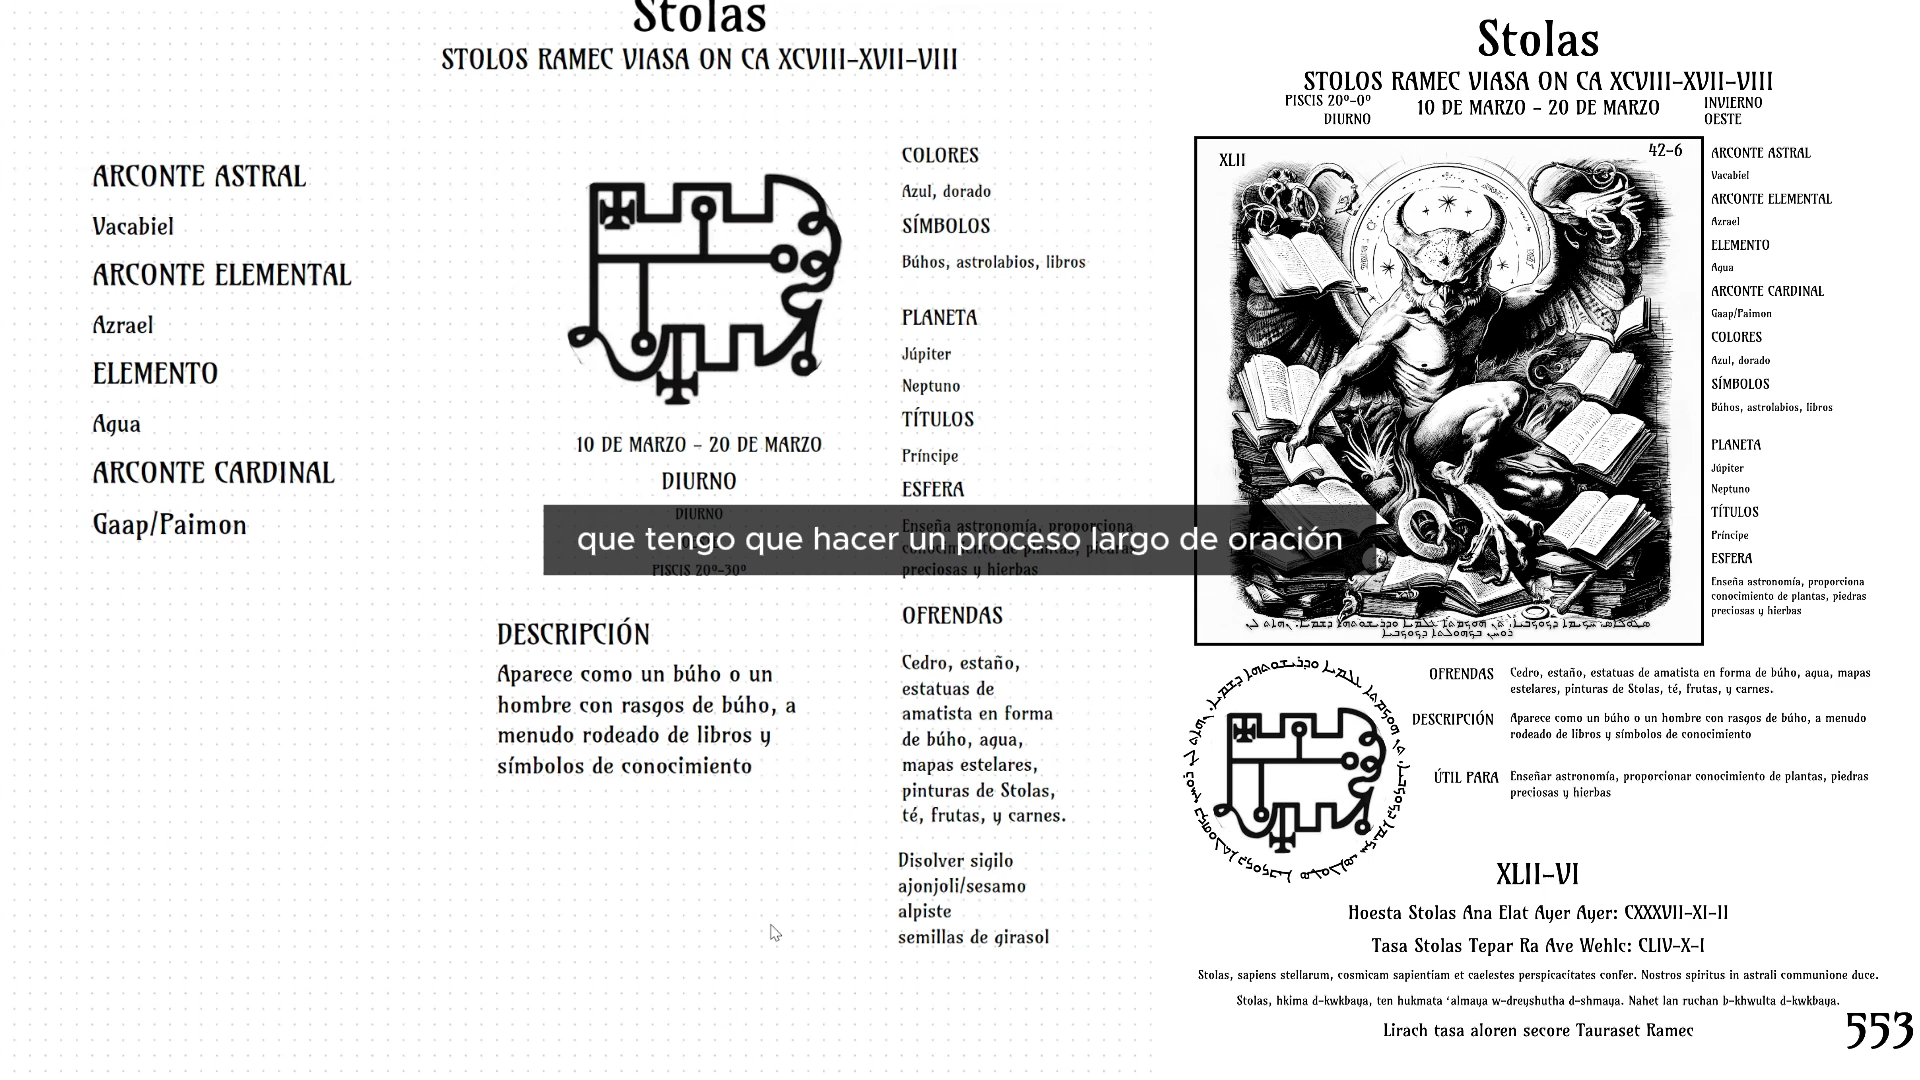 Stolas
STOLOS RAMEC VIASA ON CA XCVIII-XVII-VIII
ARCONTE ASTRAL
Vacabiel
ARCONTE ELEMENTAL
Azrael
ELEMENTO
Agua
ARCONTE CARDINAL
Gaap/Paimon
10 DE MARZO - 20 DE MARZO
DIURNO
DIURNO
PISCIS 20º-30º
DESCRIPCIÓN
Aparece como un búho o un
hombre con rasgos de búho, a
menudo rodeado de libros y
símbolos de conocimiento
COLORES
Azul, dorado
SÍMBOLOS
Búhos, astrolabios, libros
PLANETA
Júpiter
Neptuno
TÍTULOS
Príncipe
ESFERA
Enseña astronomía, proporciona
conocimiento de plantas, piedras
preciosas y hierbas
OFRENDAS
Cedro, estaño,
estatuas de
amatista en forma
de búho, agua,
mapas estelares,
pinturas de Stolas,
té, frutas, y carnes.
Disolver sigilo
ajonjoli/sesamo
alpiste
semillas de girasol
que tengo que hacer un proceso largo de oración
Stolas
STOLOS RAMEC VIASA ON CA XCVIII-XVII-VIII
PISCIS 20º-0º
DIURNO
10 DE MARZO - 20 DE MARZO
INVIERNO
OESTE
XLII
42-6
ARCONTE ASTRAL
Vacabiel
ARCONTE ELEMENTAL
Azrael
ELEMENTO
Agua
ARCONTE CARDINAL
Gaap/Paimon
COLORES
Azul, dorado
SÍMBOLOS
Búhos, astrolabios, libros
PLANETA
Júpiter
Neptuno
TÍTULOS
Príncipe
ESFERA
Enseña astronomía, proporciona
conocimiento de plantas, piedras
preciosas y hierbas
OFRENDAS
Cedro, estaño, estatuas de amatista en forma de búho, agua, mapas
estelares, pinturas de Stolas, té, frutas, y carnes.
DESCRIPCIÓN
Aparece como un búho o un hombre con rasgos de búho, a menudo
rodeado de libros y símbolos de conocimiento
ÚTIL PARA
Enseñar astronomía, proporcionar conocimiento de plantas, piedras
preciosas y hierbas
XLII-VI
Hoesta Stolas Ana Elat Ayer Ayer: CXXXVII-XI-II
Tasa Stolas Tepar Ra Ave Wehlc: CLIV-X-I
Stolas, sapiens stellarum, cosmicam sapientiam et caelestes perspicacitates confer. Nostros spiritus in astrali communione duce.
Stolas, hkima d-kwkbaya, ten hukmata ʻalmaya w-dreyshutha d-shmaya. Nahet lan ruchan b-khwulta d-kwkbaya.
Lirach tasa aloren secore Tauraset Ramec
553